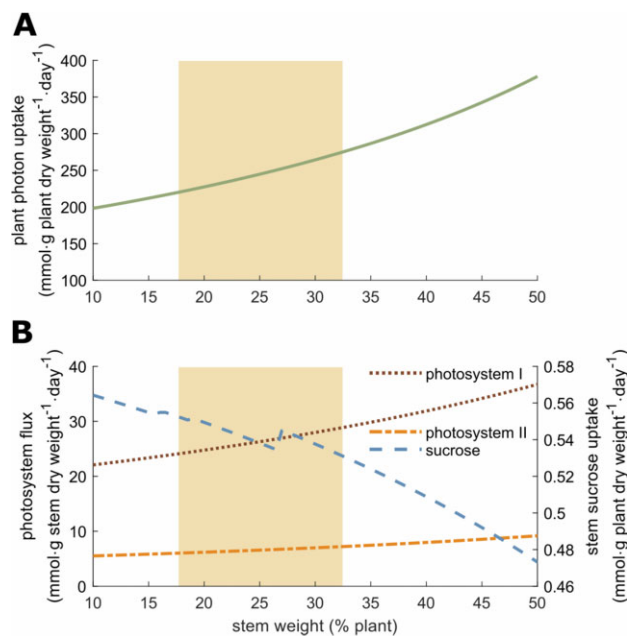 A
plant photon uptake
(mmol·g plant dry weight⁻¹·day⁻¹)
400
350
300
250
200
150
100
10 15 20 25 30 35 40 45 50
B
photosystem flux
(mmol·g stem dry weight⁻¹·day⁻¹)
40
30
20
10
0
photosystem I
photosystem II
sucrose
0.58
0.56
0.54
0.52
0.5
0.48
0.46
stem sucrose uptake
(mmol·g plant dry weight⁻¹·day⁻¹)
10 15 20 25 30 35 40 45 50
stem weight (% plant)